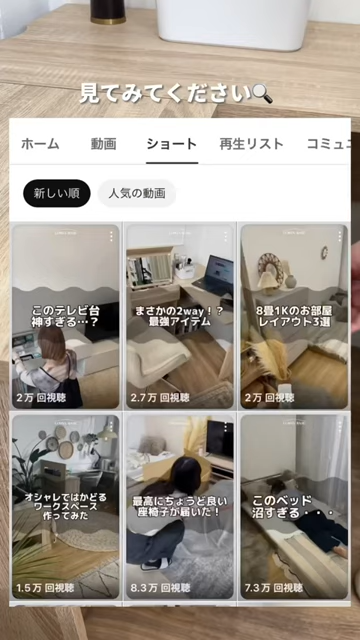 見てみてください🔍
ホーム 動画 ショート 再生リスト コミュニ
新しい順 人気の動画
このテレビ台
神すぎる…？
2万 回視聴
まさかの2way！？
最強アイテム
2.7万 回視聴
8畳1Kのお部屋
レイアウト3選
2万 回視聴
オシャレではかどる
ワークスペース
作ってみた
1.5万 回視聴
最高にちょうど良い
座椅子が届いた！
8.3万 回視聴
このベッド
沼すぎる・・・
7.3万 回視聴